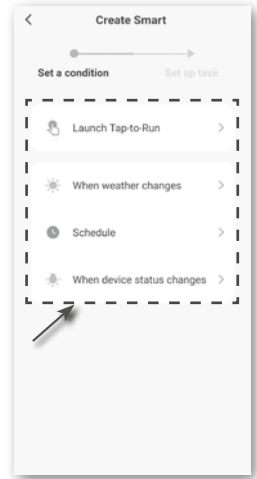 Create Smart
Set a condition Set up task
Launch Tap-to-Run
When weather changes
Schedule
When device status changes